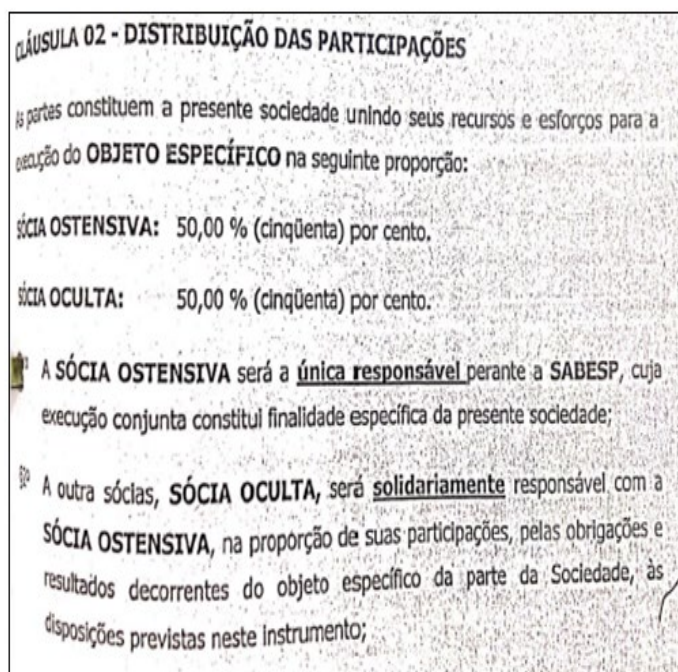 CLÁUSULA 02 - DISTRIBUIÇÃO DAS PARTICIPAÇÕES
As partes constituem a presente sociedade unindo seus recursos e esforços para a
execução do OBJETO ESPECÍFICO na seguinte proporção:
SÓCIA OSTENSIVA: 50,00 % (cinqüenta) por cento.
SÓCIA OCULTA: 50,00 % (cinqüenta) por cento.
A SÓCIA OSTENSIVA será a única responsável perante a SABESP, cuja
execução conjunta constitui finalidade específica da presente sociedade;
A outra sócias, SÓCIA OCULTA, será solidariamente responsável com a
SÓCIA OSTENSIVA, na proporção de suas participações, pelas obrigações e
resultados decorrentes do objeto específico da parte da Sociedade, às
disposições previstas neste instrumento;